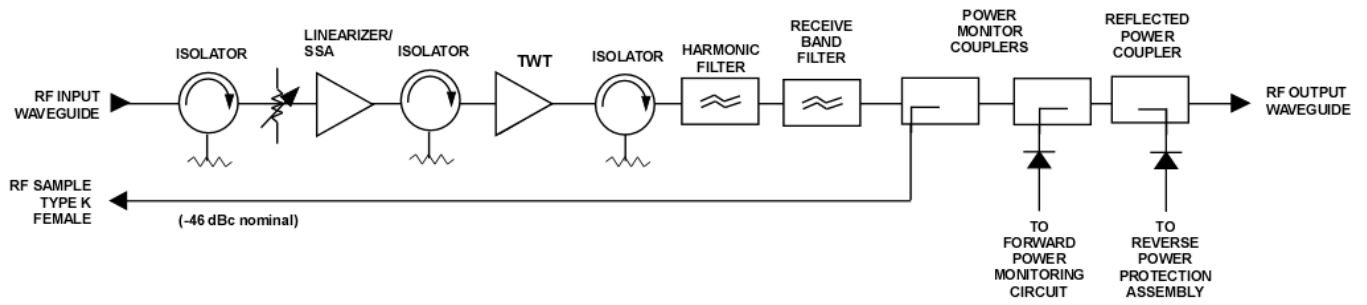 RF INPUT
WAVEGUIDE
ISOLATOR
LINEARIZER/
SSA
ISOLATOR
TWT
ISOLATOR
HARMONIC
FILTER
RECEIVE
BAND
FILTER
POWER
MONITOR
COUPLERS
REFLECTED
POWER
COUPLER
RF OUTPUT
WAVEGUIDE
RF SAMPLE
TYPE K
FEMALE
(-46 dBc nominal)
TO
FORWARD
POWER
MONITORING
CIRCUIT
TO
REVERSE
POWER
PROTECTION
ASSEMBLY